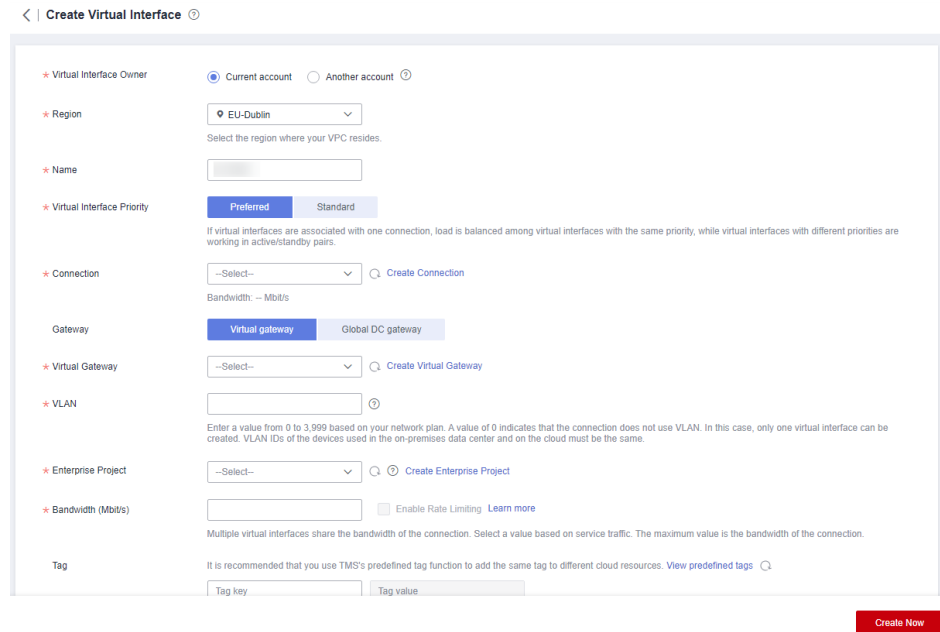 Create Virtual Interface ?
* Virtual Interface Owner
Current account Another account ?
* Region
EU-Dublin
Select the region where your VPC resides.
* Name
* Virtual Interface Priority
Preferred Standard
If virtual interfaces are associated with one connection, load is balanced among virtual interfaces with the same priority, while virtual interfaces with different priorities are
working in active/standby pairs.
* Connection
--Select-- Create Connection
Bandwidth: -- Mbit/s
Gateway
Virtual gateway Global DC gateway
* Virtual Gateway
--Select-- Create Virtual Gateway
* VLAN
?
Enter a value from 0 to 3,999 based on your network plan. A value of 0 indicates that the connection does not use VLAN. In this case, only one virtual interface can be
created. VLAN IDs of the devices used in the on-premises data center and on the cloud must be the same.
* Enterprise Project
--Select-- ? Create Enterprise Project
* Bandwidth (Mbit/s)
Enable Rate Limiting Learn more
Multiple virtual interfaces share the bandwidth of the connection. Select a value based on service traffic. The maximum value is the bandwidth of the connection.
Tag
It is recommended that you use TMS's predefined tag function to add the same tag to different cloud resources. View predefined tags
Tag key Tag value
Create Now